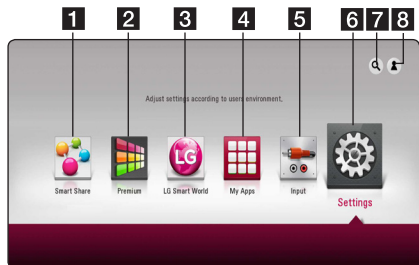 1 2 3 4 5 6 7 8
Adjust settings according to users environment,
LG
Smart Share Premium LG Smart World My Apps Input Settings